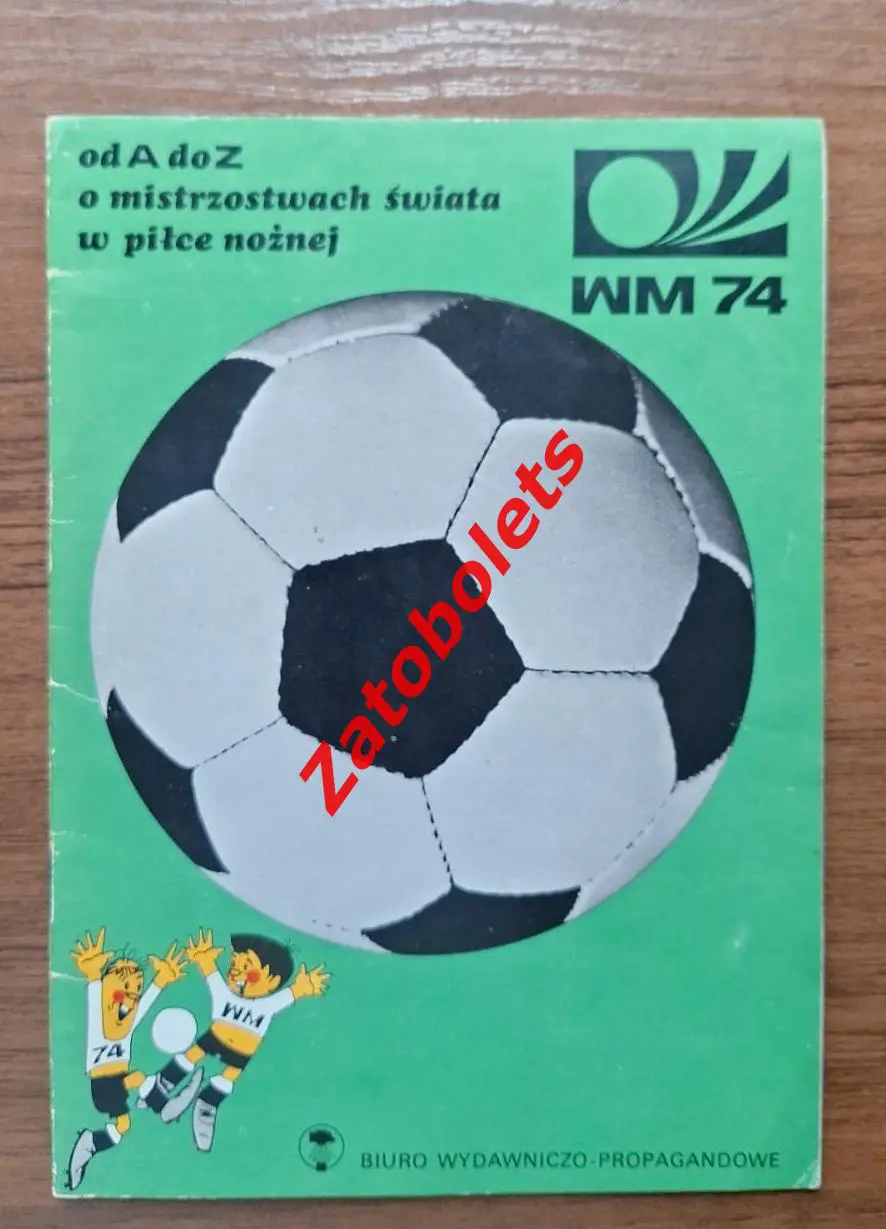 od A do Z
o mistrzostwach świata
w piłce nożnej
WM 74
Zatobolets
74
WM
BIURO WYDAWNICZO-PROPAGANDOWE